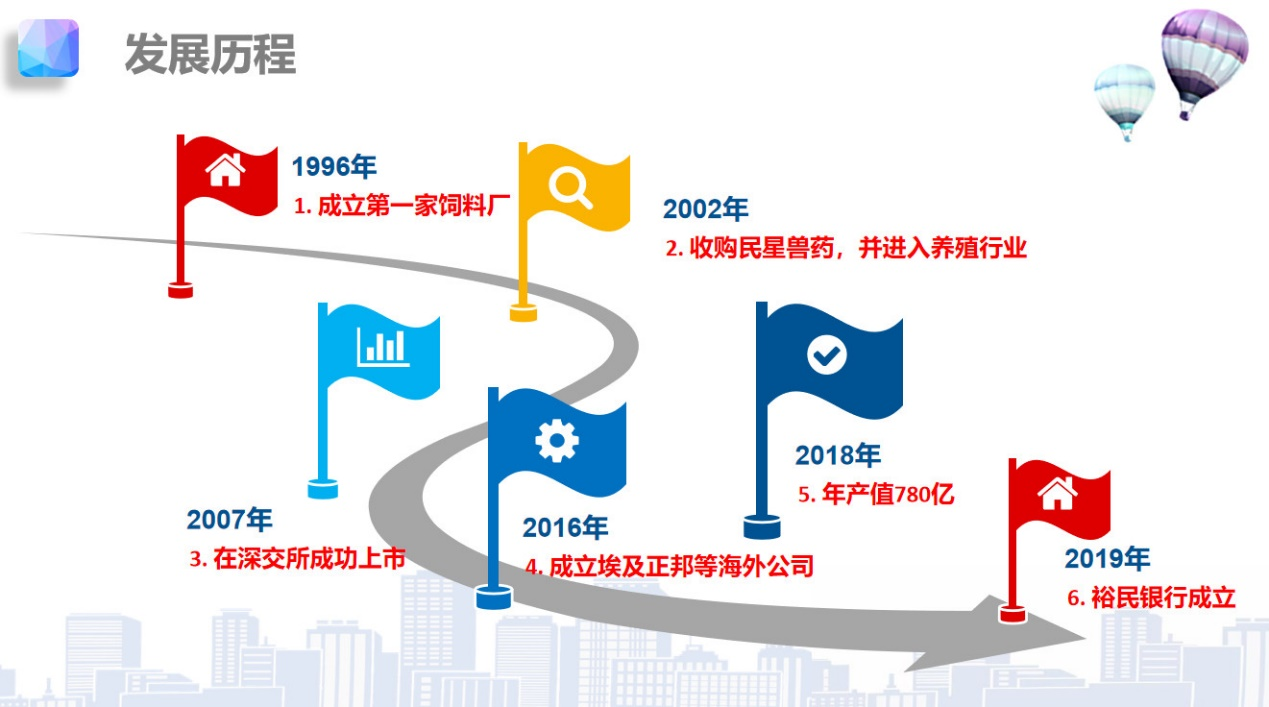 发展历程
1996年
1. 成立第一家饲料厂
2002年
2. 收购民星兽药，并进入养殖行业
2007年
3. 在深交所成功上市
2016年
4. 成立埃及正邦等海外公司
2018年
5. 年产值780亿
2019年
6. 裕民银行成立